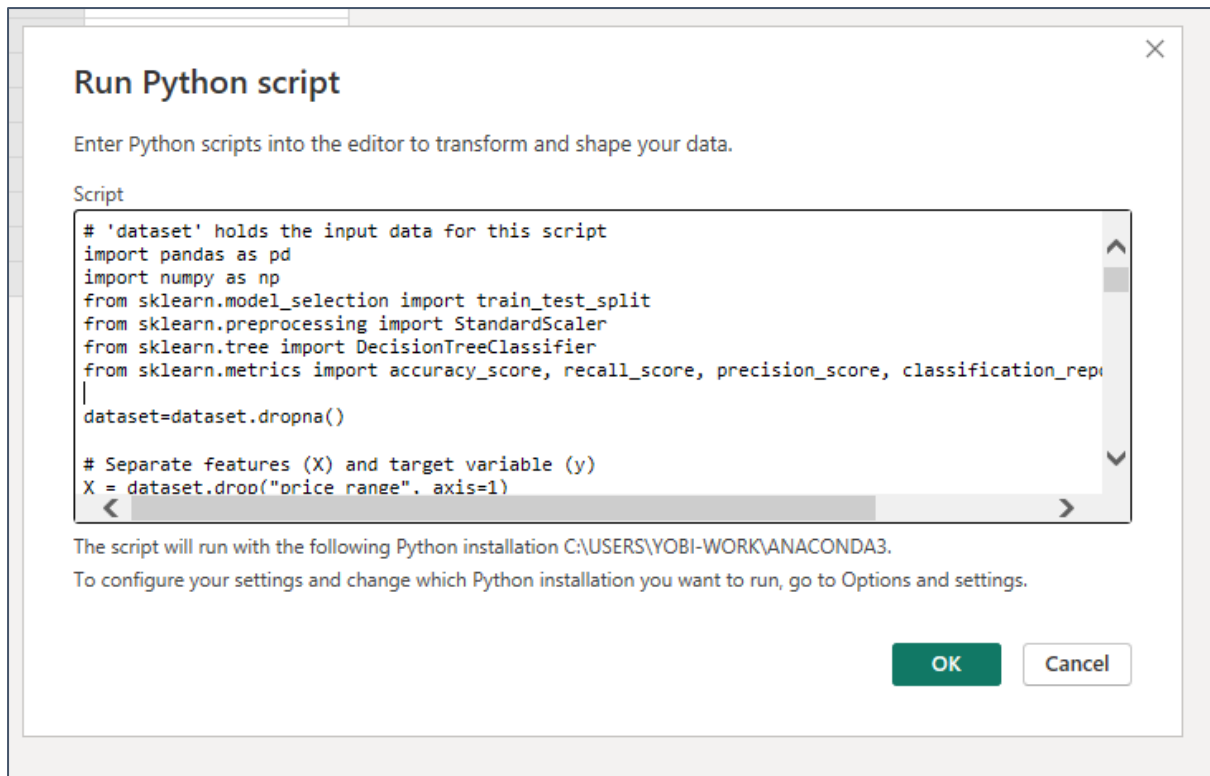 Run Python script
Enter Python scripts into the editor to transform and shape your data.
Script
# 'dataset' holds the input data for this script
import pandas as pd
import numpy as np
from sklearn.model_selection import train_test_split
from sklearn.preprocessing import StandardScaler
from sklearn.tree import DecisionTreeClassifier
from sklearn.metrics import accuracy_score, recall_score, precision_score, classification_rep
dataset=dataset.dropna()
# Separate features (X) and target variable (y)
X = dataset.drop("price_range", axis=1)
The script will run with the following Python installation C:\USERS\YOBI-WORK\ANACONDA3.
To configure your settings and change which Python installation you want to run, go to Options and settings.
OK
Cancel